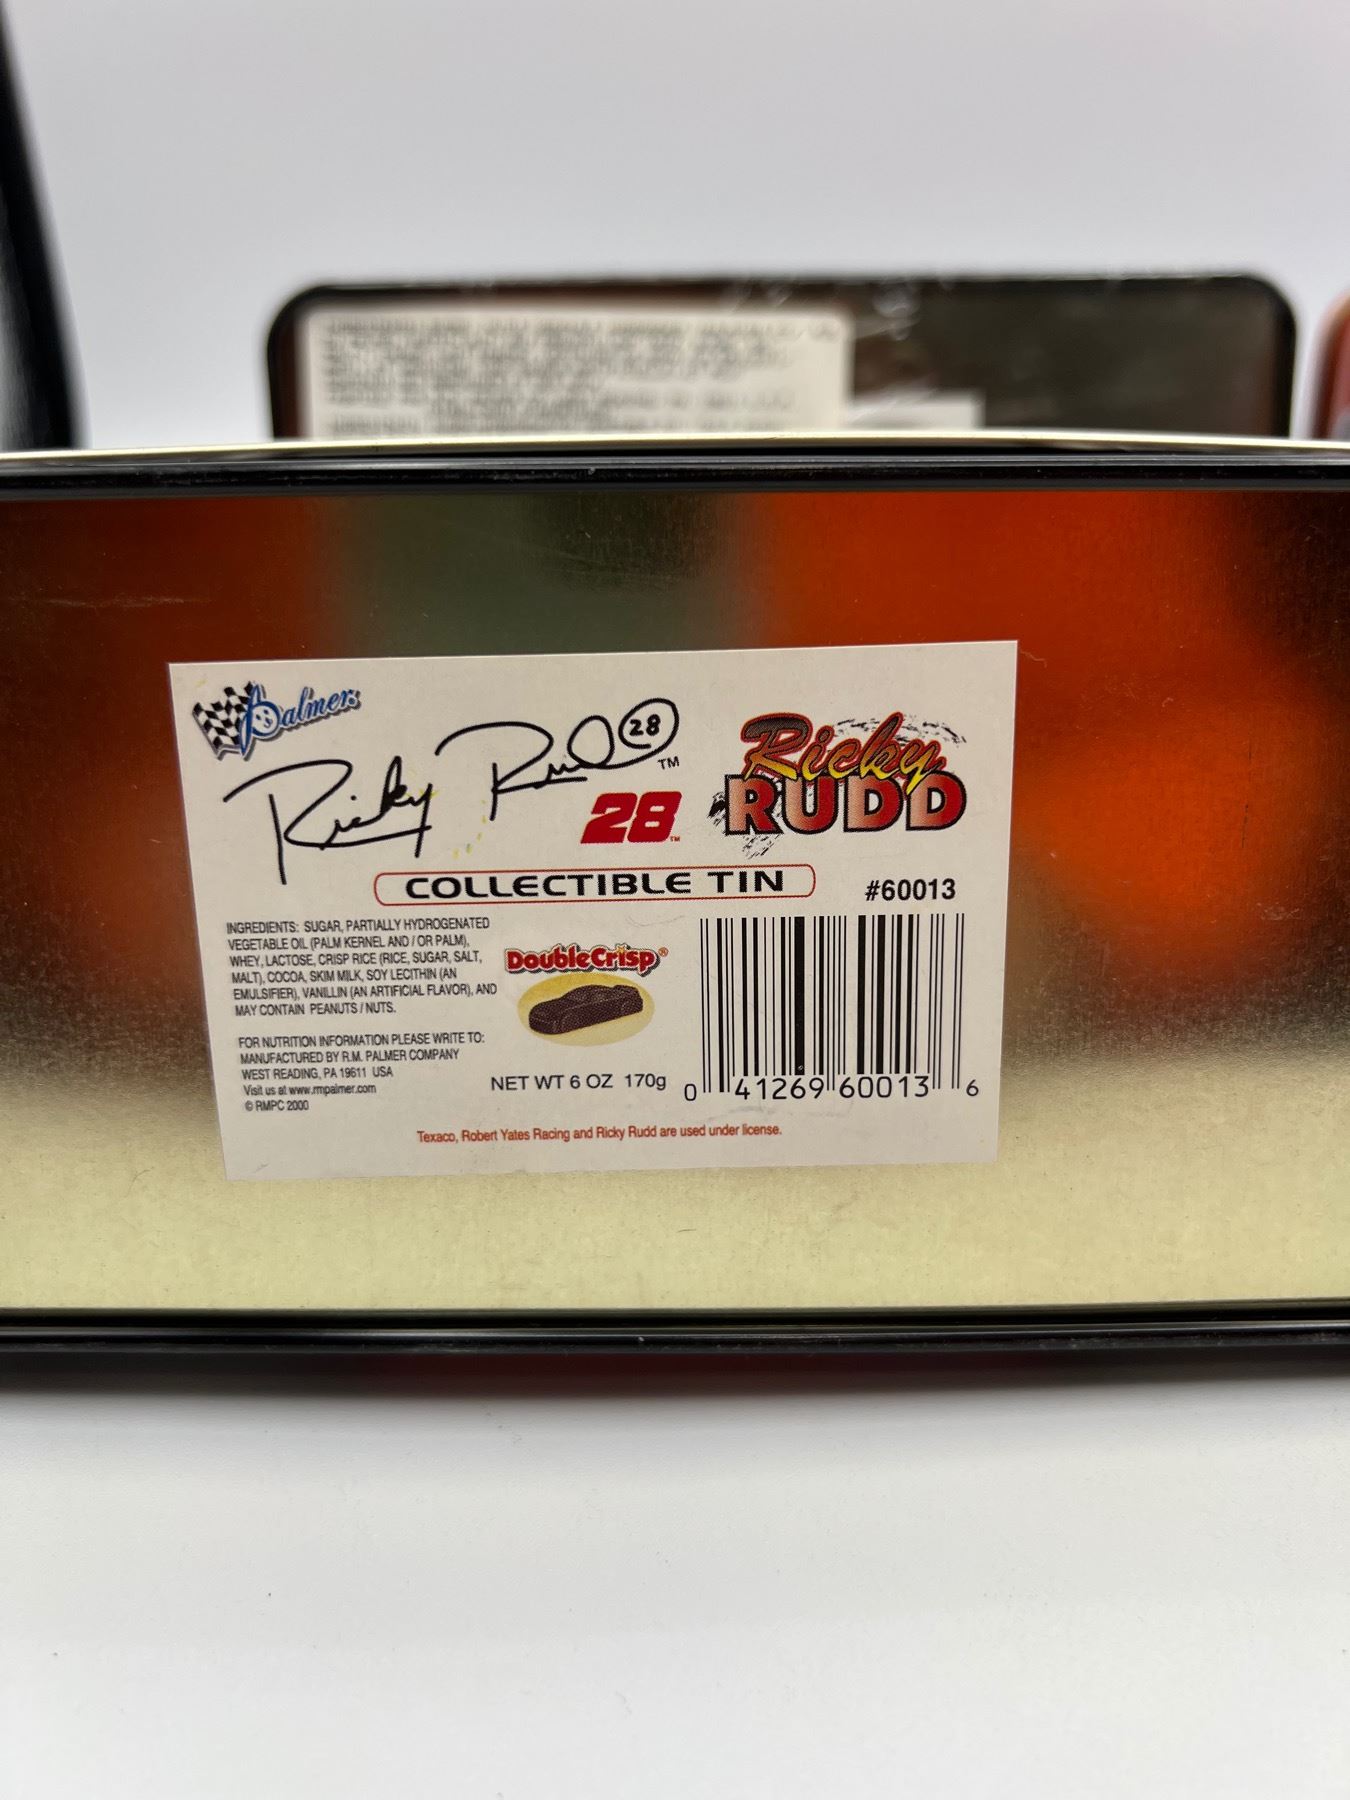 Palmer
Ricky Rudd 28 ™
28™
Ricky
RUDD
COLLECTIBLE TIN
#60013
INGREDIENTS: SUGAR, PARTIALLY HYDROGENATED
VEGETABLE OIL (PALM KERNEL AND / OR PALM),
WHEY, LACTOSE, CRISP RICE (RICE, SUGAR, SALT,
MALT), COCOA, SKIM MILK, SOY LECITHIN (AN
EMULSIFIER), VANILLIN (AN ARTIFICIAL FLAVOR), AND
MAY CONTAIN PEANUTS / NUTS.
FOR NUTRITION INFORMATION PLEASE WRITE TO:
MANUFACTURED BY R.M. PALMER COMPANY
WEST READING, PA 19611 USA
Visit us at www.rmpalmer.com
© RMPC 2000
DoubleCrisp®
NET WT 6 OZ 170g
0 41269 60013 6
Texaco, Robert Yates Racing and Ricky Rudd are used under license.